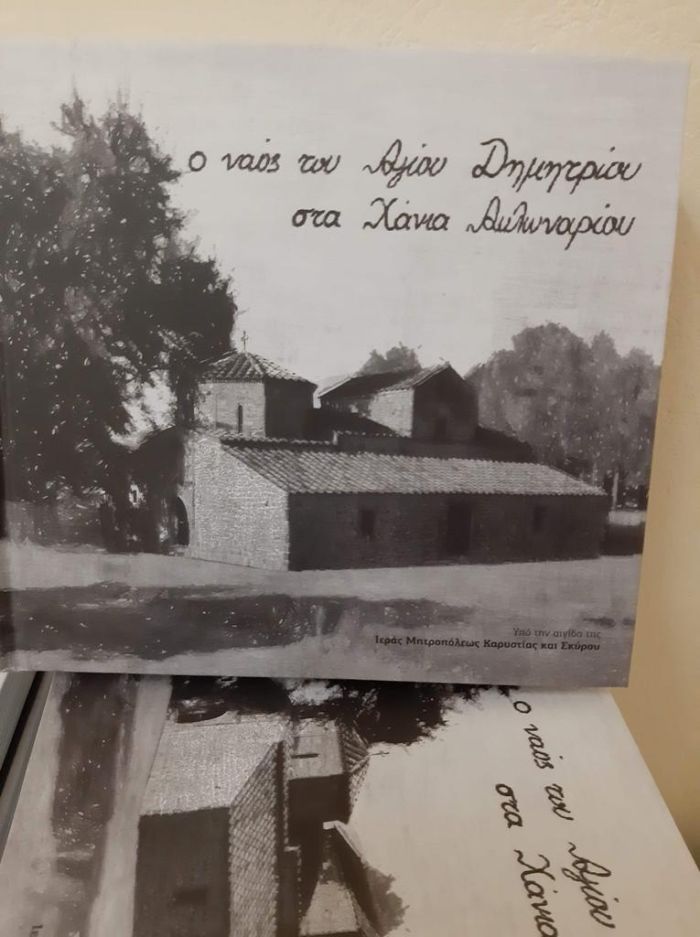 ο ναός του Αγίου Δημητρίου
στα Χάνια Αυλωναρίου
Υπό την αιγίδα της
Ιεράς Μητροπόλεως Καρυστίας και Σκύρου
ο ναός του Αγίου
στα Χάνια